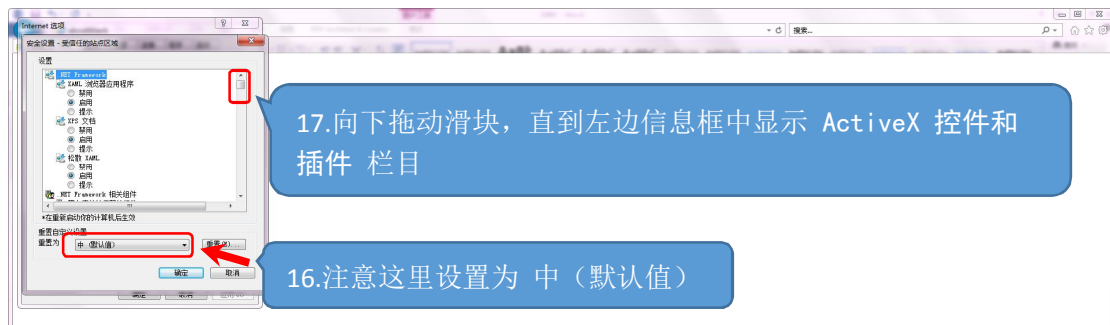 Internet 选项
搜索...
安全设置 - 受信任的站点区域
设置
.NET Framework
XAML 浏览器应用程序
禁用
启用
提示
XPS 文档
禁用
启用
提示
松散 XAML
禁用
启用
提示
.NET Framework 相关组件
*在重新启动你的计算机后生效
重置自定义设置
重置为
中 (默认值)
重置(E)...
确定
取消
17.向下拖动滑块，直到左边信息框中显示 ActiveX 控件和
插件 栏目
16.注意这里设置为 中（默认值）